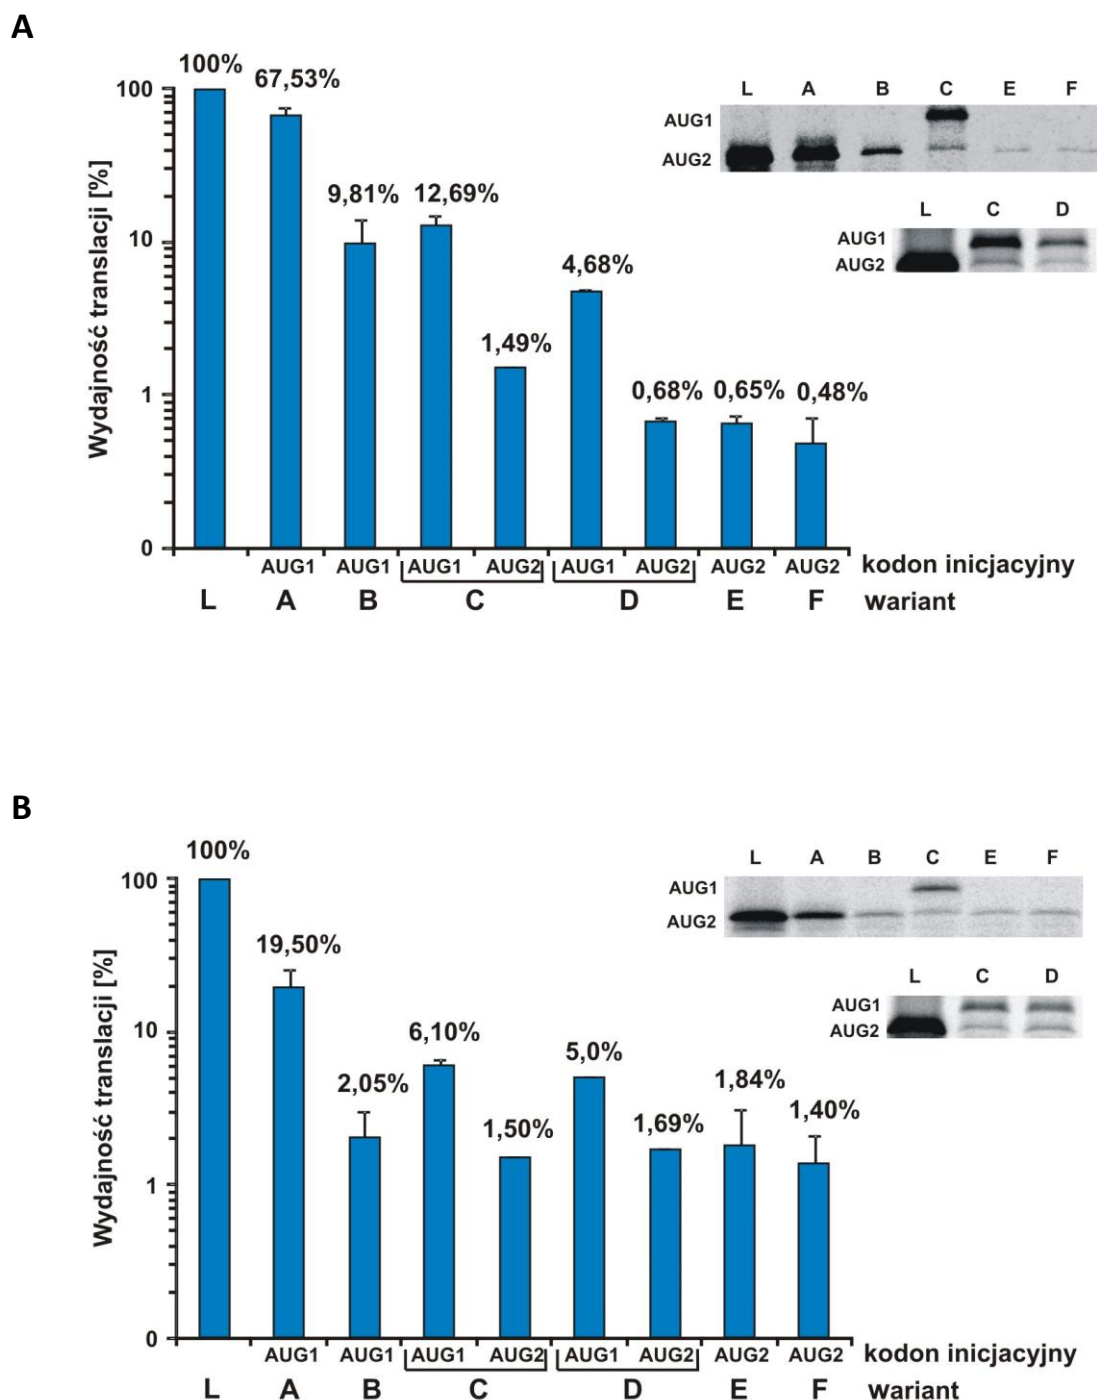 A
100%
67,53%
9,81%
12,69%
1,49%
4,68%
0,68%
0,65%
0,48%
Wydajność translacji [%]
100
10
1
0
AUG1 AUG1 AUG1 AUG2 AUG1 AUG2 AUG2 AUG2 kodon inicjacyjny
L A B C D E F wariant
L A B C E F
AUG1
AUG2
L C D
AUG1
AUG2
B
100%
19,50%
2,05%
6,10%
1,50%
5,0%
1,69%
1,84%
1,40%
Wydajność translacji [%]
100
10
1
0
AUG1 AUG1 AUG1 AUG2 AUG1 AUG2 AUG2 AUG2 kodon inicjacyjny
L A B C D E F wariant
L A B C E F
AUG1
AUG2
L C D
AUG1
AUG2